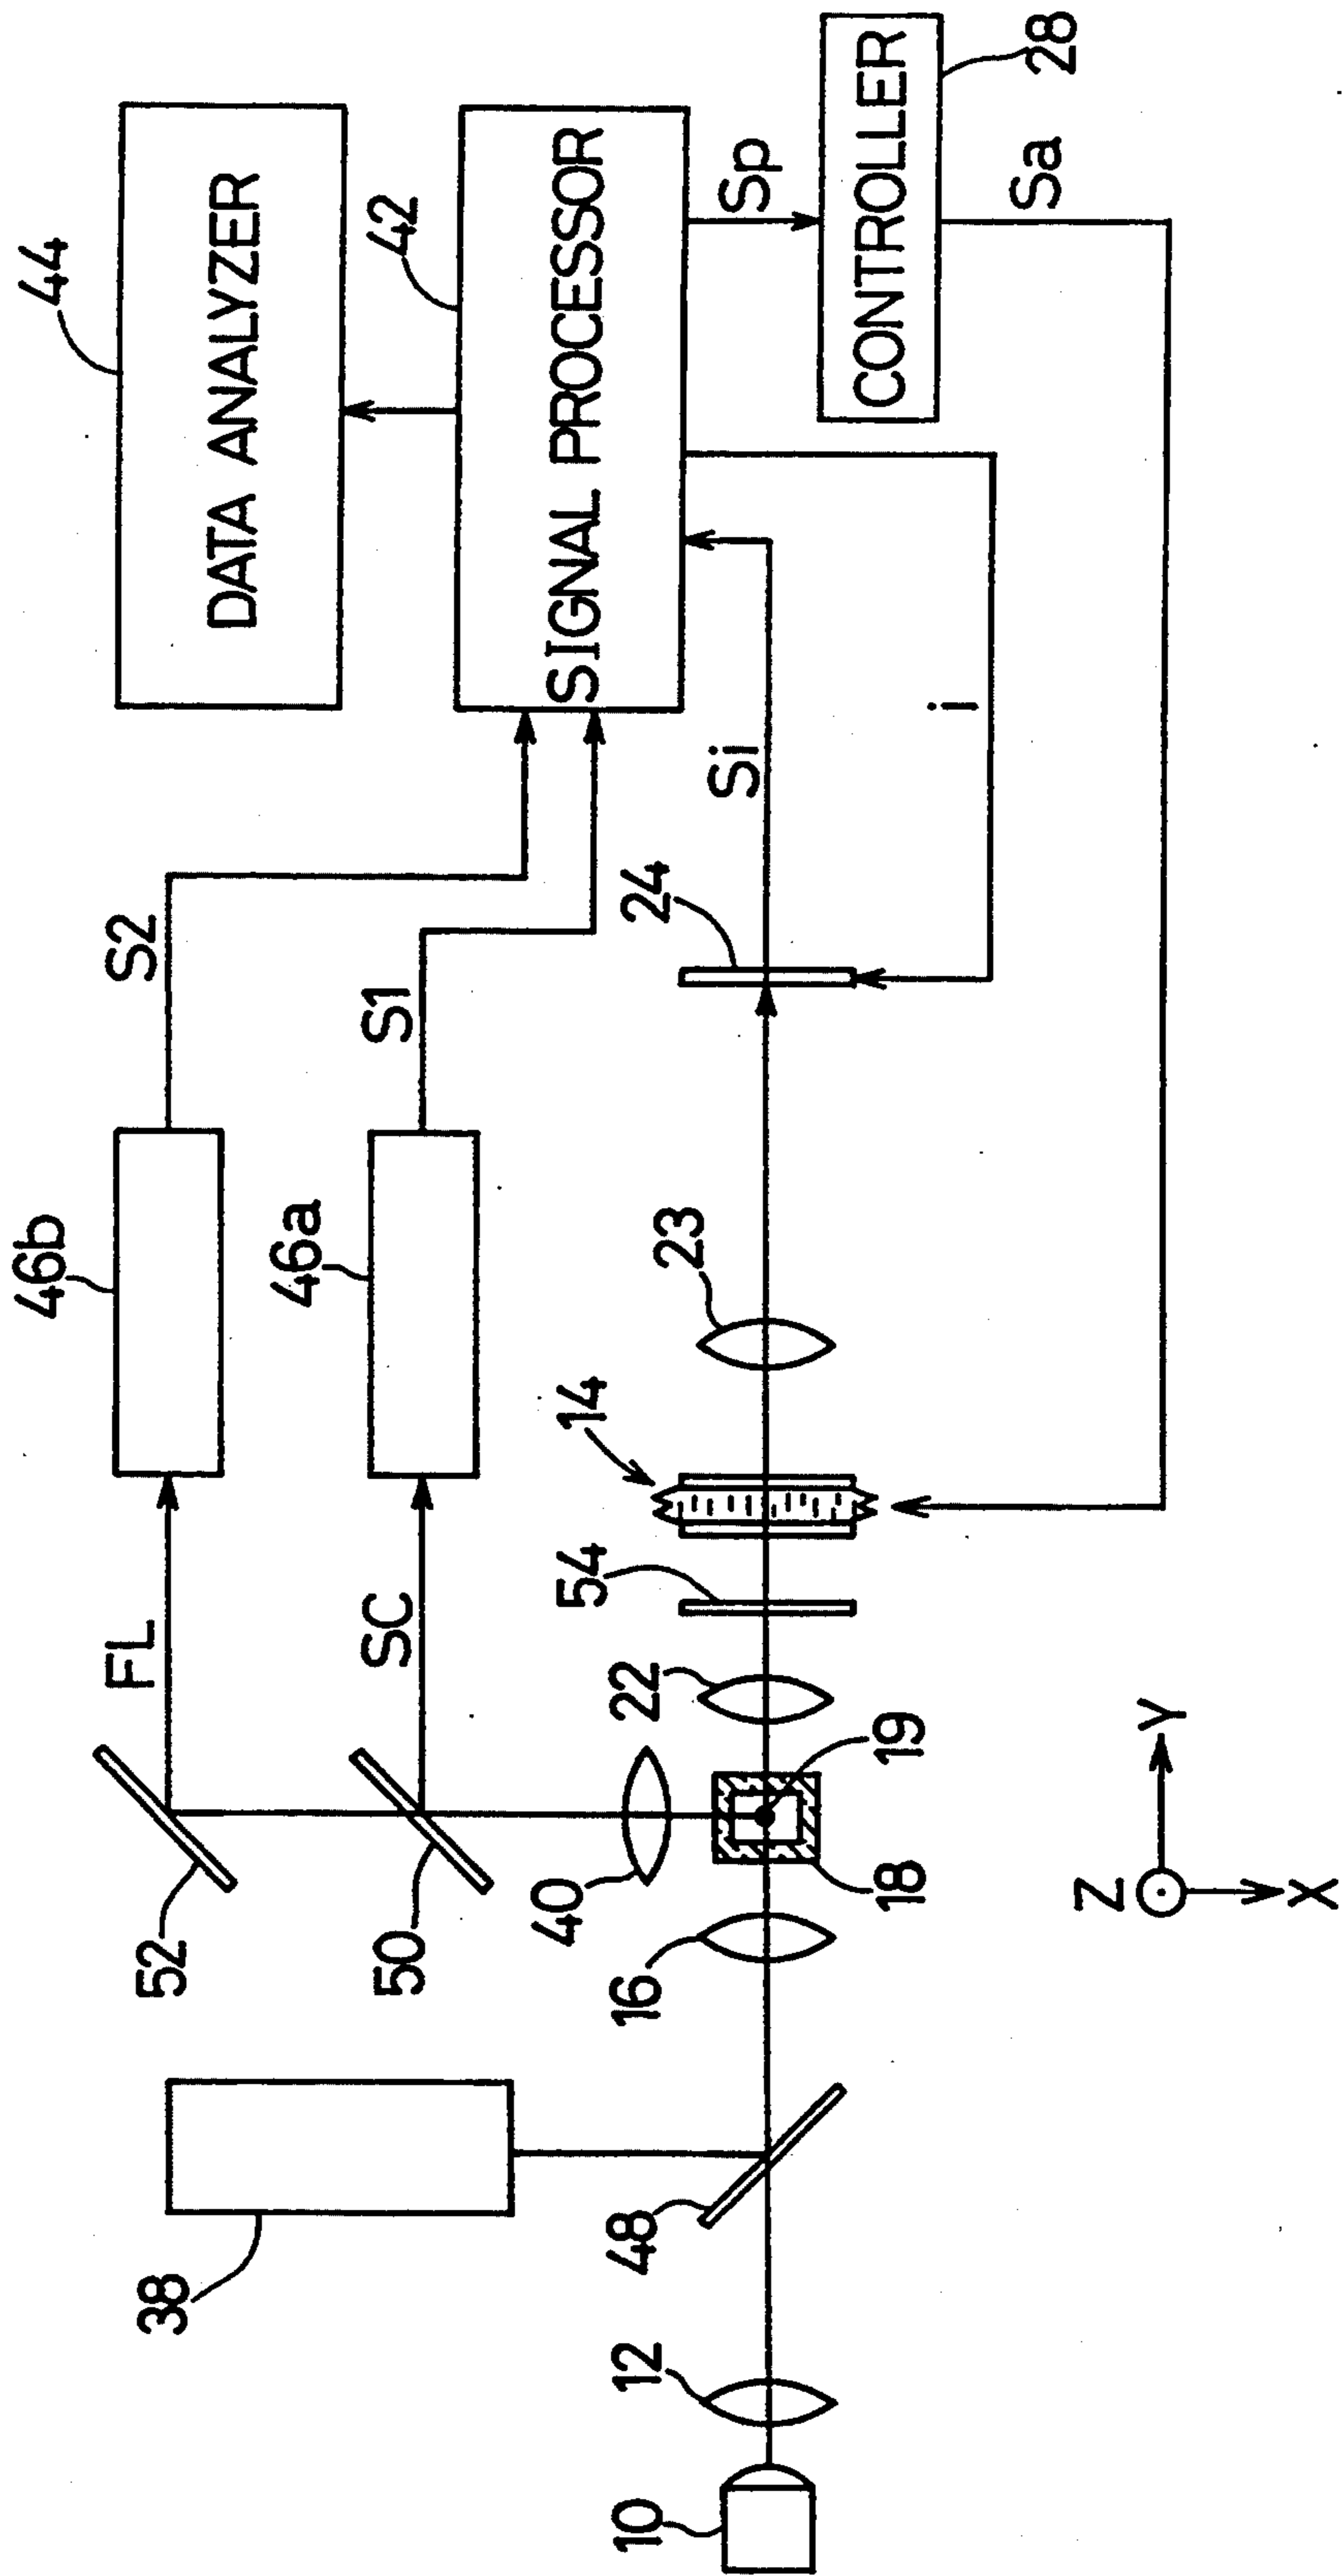 44
DATA ANALYZER
42
SIGNAL PROCESSOR
Sp
CONTROLLER
28
Sa
S2
S1
Si
i
24
46b
46a
23
14
FL
SC
54
22
19
18
40
16
52
50
38
48
12
10
Z
Y
X